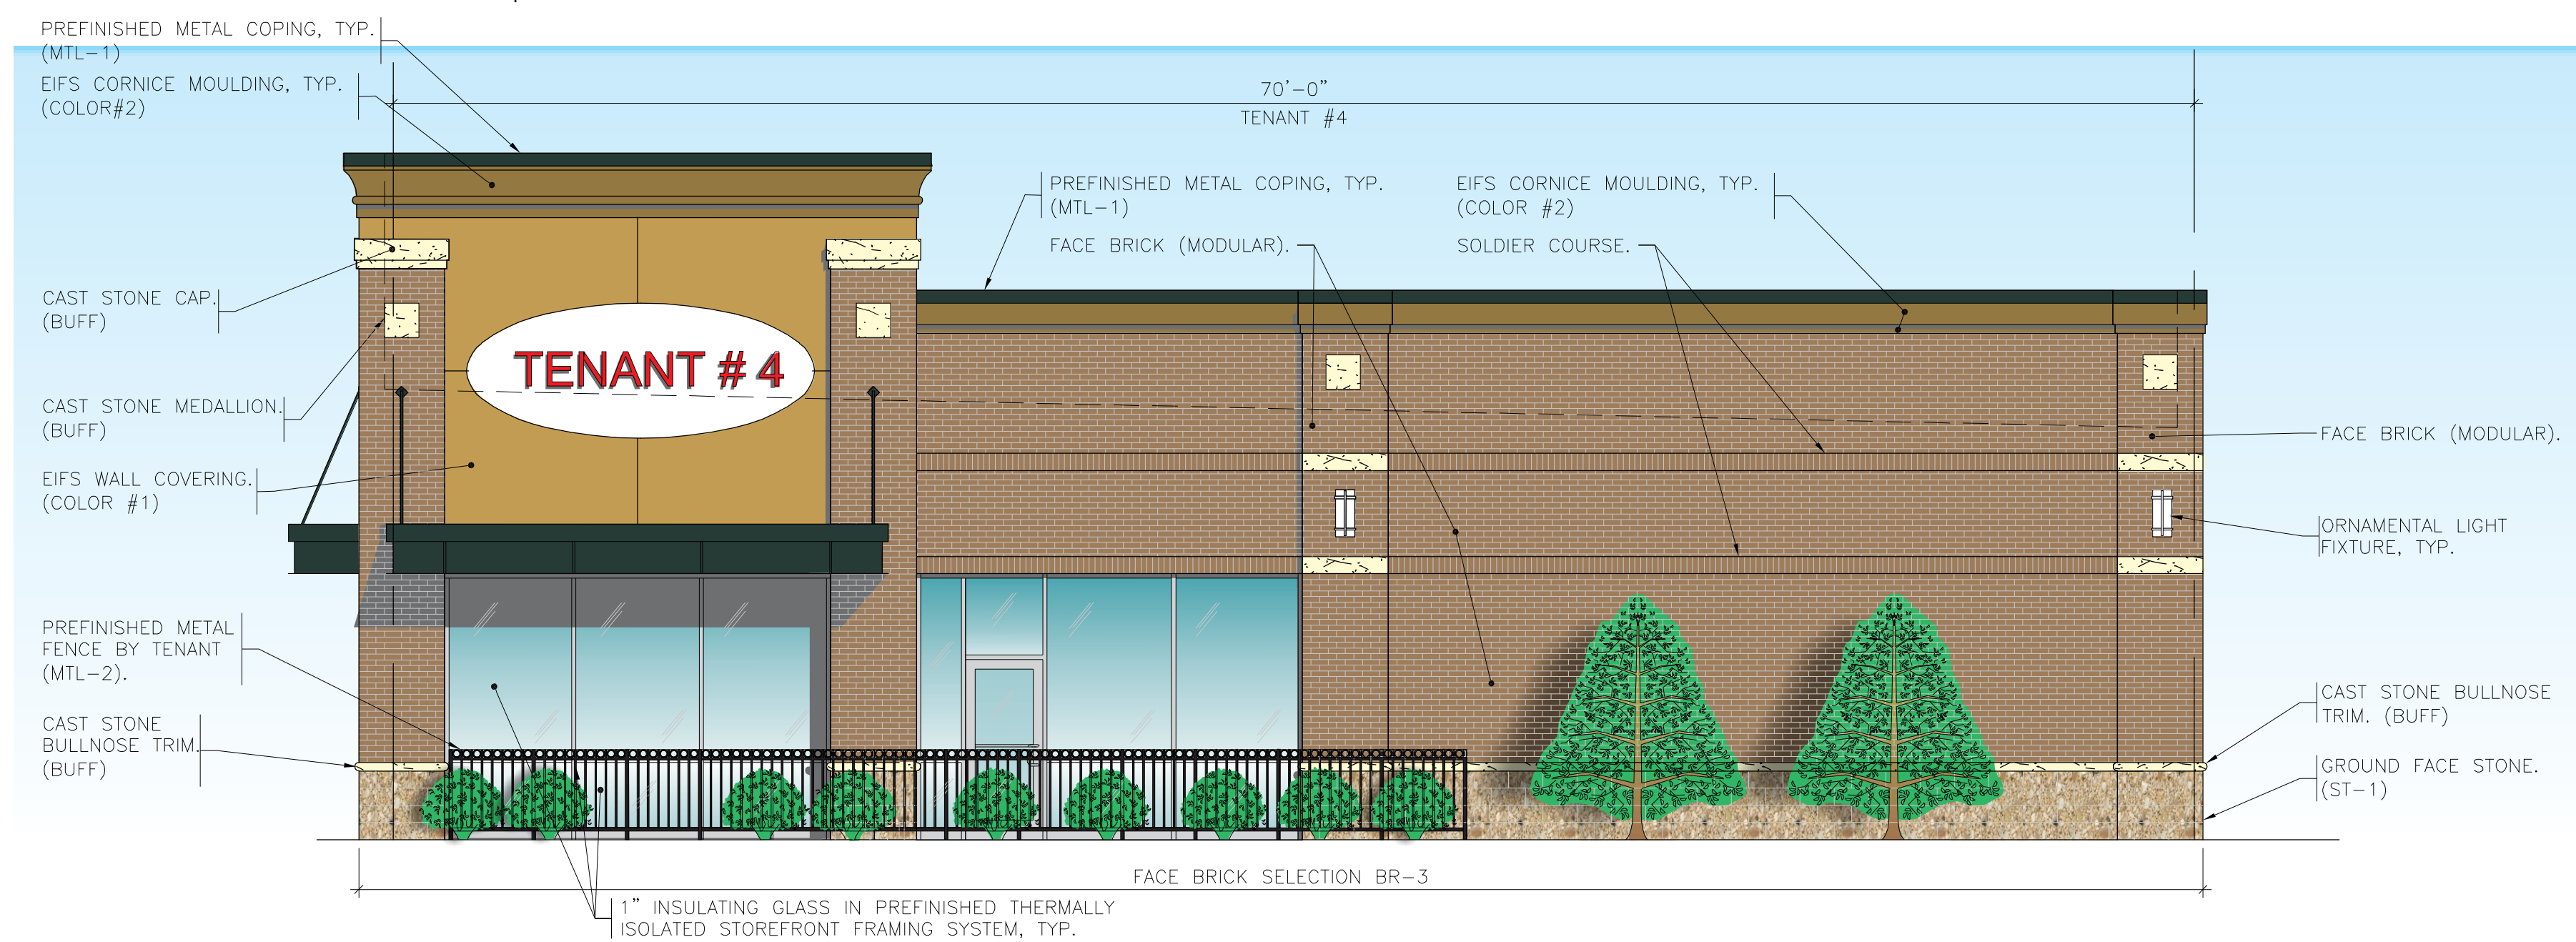 PREFINISHED METAL COPING, TYP.
(MTL-1)
EIFS CORNICE MOULDING, TYP.
(COLOR#2)
70'-0"
TENANT #4
PREFINISHED METAL COPING, TYP.
(MTL-1)
FACE BRICK (MODULAR).
EIFS CORNICE MOULDING, TYP.
(COLOR #2)
SOLDIER COURSE.
CAST STONE CAP.
(BUFF)
CAST STONE MEDALLION.
(BUFF)
EIFS WALL COVERING.
(COLOR #1)
TENANT # 4
FACE BRICK (MODULAR).
ORNAMENTAL LIGHT
FIXTURE, TYP.
PREFINISHED METAL
FENCE BY TENANT
(MTL-2).
CAST STONE
BULLNOSE TRIM.
(BUFF)
CAST STONE BULLNOSE
TRIM. (BUFF)
GROUND FACE STONE.
(ST-1)
FACE BRICK SELECTION BR-3
1" INSULATING GLASS IN PREFINISHED THERMALLY
ISOLATED STOREFRONT FRAMING SYSTEM, TYP.